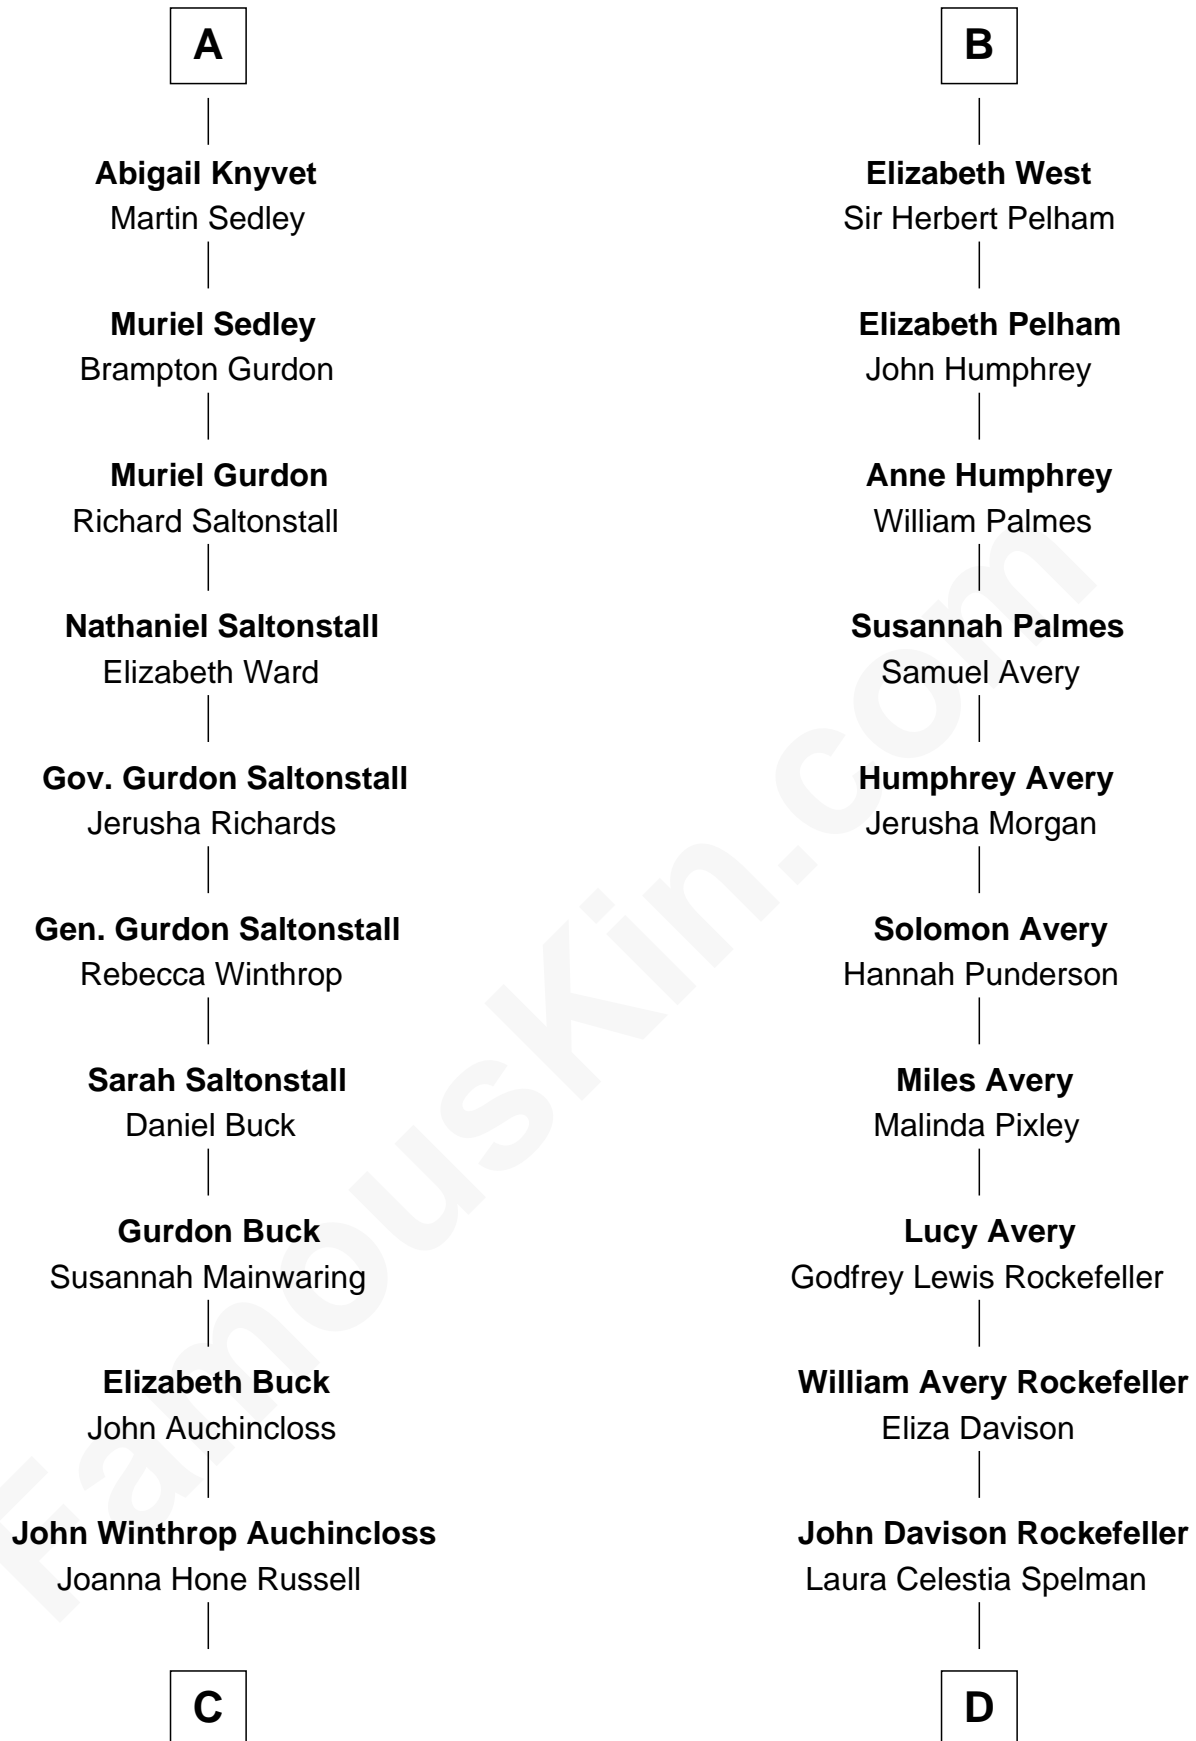 A
Abigail Knyvet
Martin Sedley
Muriel Sedley
Brampton Gurdon
Muriel Gurdon
Richard Saltonstall
Nathaniel Saltonstall
Elizabeth Ward
Gov. Gurdon Saltonstall
Jerusha Richards
Gen. Gurdon Saltonstall
Rebecca Winthrop
Sarah Saltonstall
Daniel Buck
Gurdon Buck
Susannah Mainwaring
Elizabeth Buck
John Auchincloss
John Winthrop Auchincloss
Joanna Hone Russell
C
B
Elizabeth West
Sir Herbert Pelham
Elizabeth Pelham
John Humphrey
Anne Humphrey
William Palmes
Susannah Palmes
Samuel Avery
Humphrey Avery
Jerusha Morgan
Solomon Avery
Hannah Punderson
Miles Avery
Malinda Pixley
Lucy Avery
Godfrey Lewis Rockefeller
William Avery Rockefeller
Eliza Davison
John Davison Rockefeller
Laura Celestia Spelman
D
FamousKin.com